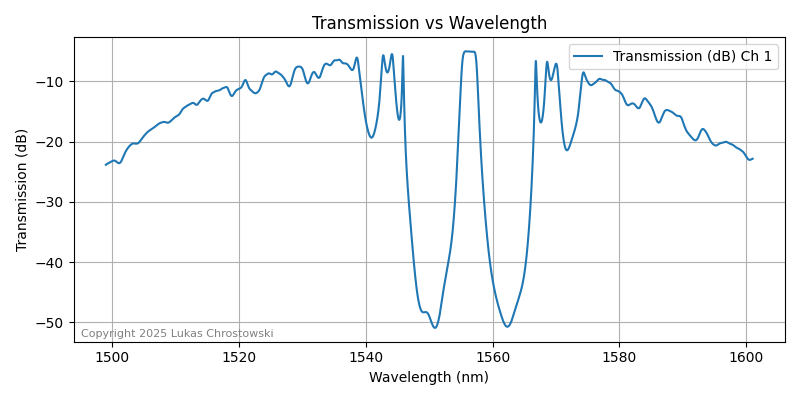 Transmission vs Wavelength
Transmission (dB) Ch 1
Transmission (dB)
−10
−20
−30
−40
−50
Copyright 2025 Lukas Chrostowski
1500
1520
1540
1560
1580
1600
Wavelength (nm)